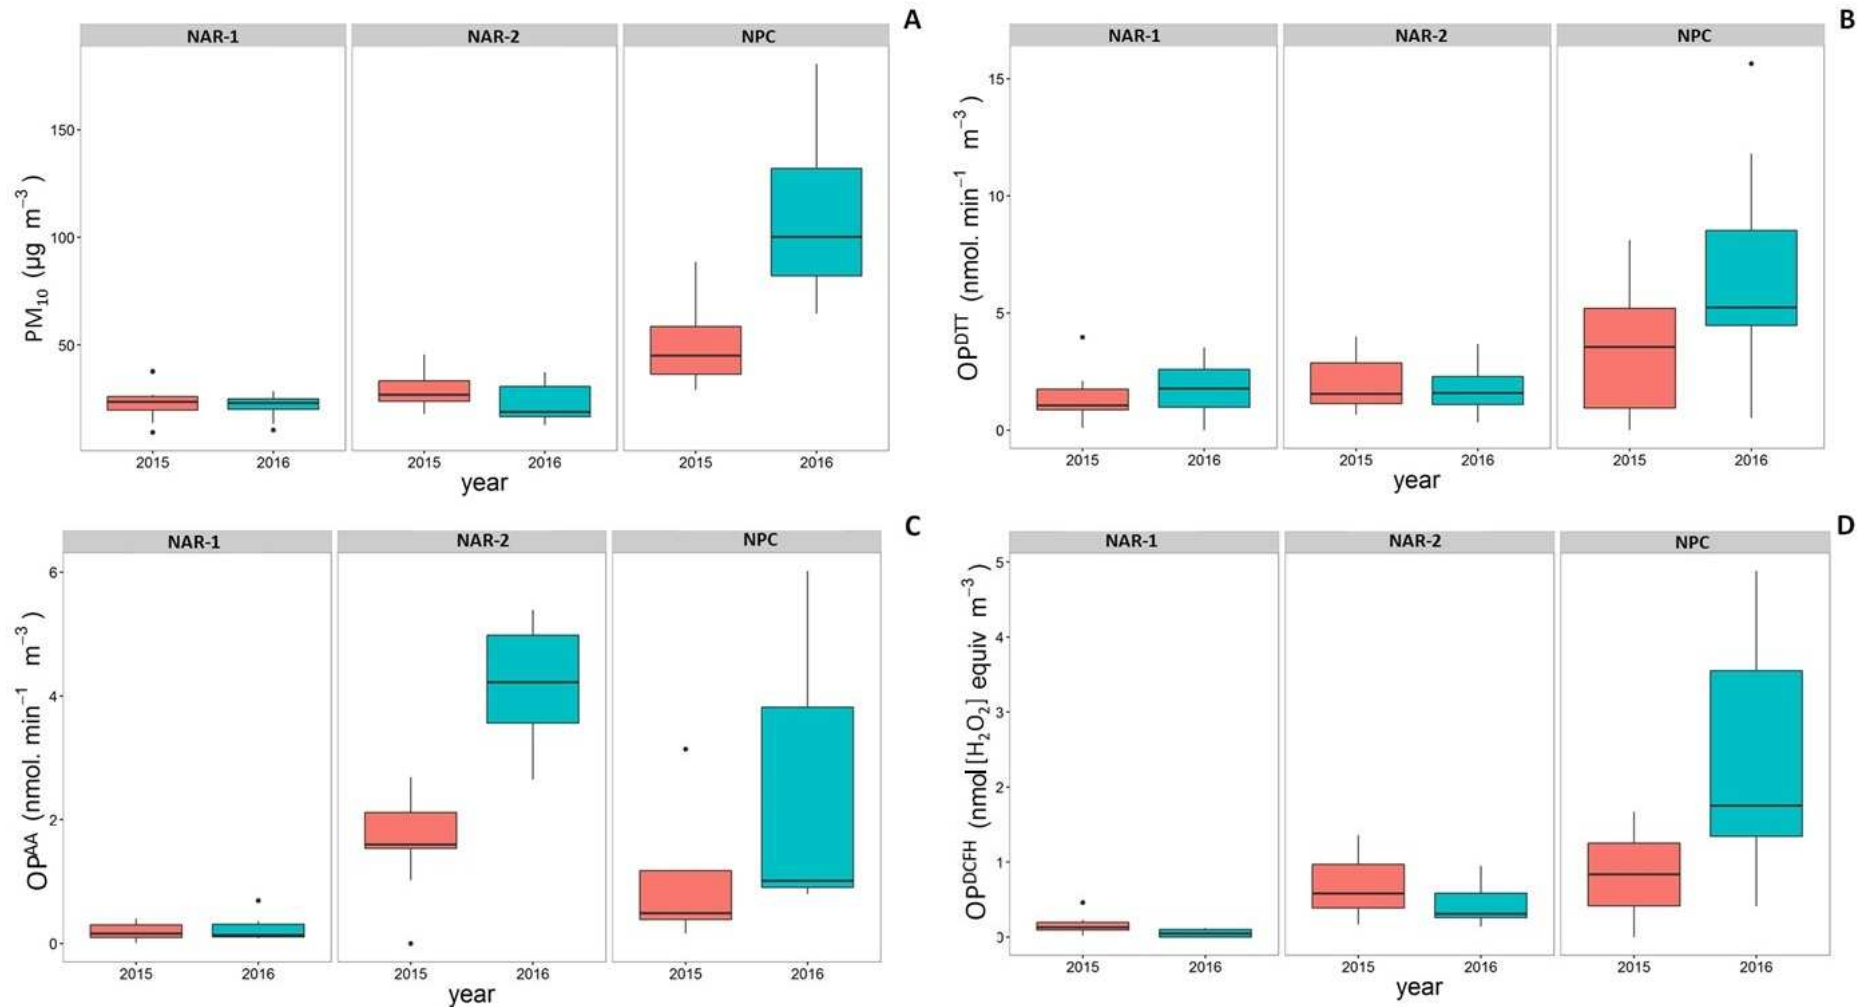 A
NAR-1 NAR-2 NPC
PM10 (µg m−3)
150
100
50
2015 2016 2015 2016 2015 2016
year
B
NAR-1 NAR-2 NPC
OPDTT (nmol. min−1 m−3)
15
10
5
0
2015 2016 2015 2016 2015 2016
year
C
NAR-1 NAR-2 NPC
OPAA (nmol. min−1 m−3)
6
4
2
0
2015 2016 2015 2016 2015 2016
year
D
NAR-1 NAR-2 NPC
OPDCFH (nmol [H2O2] equiv m−3)
5
4
3
2
1
0
2015 2016 2015 2016 2015 2016
year